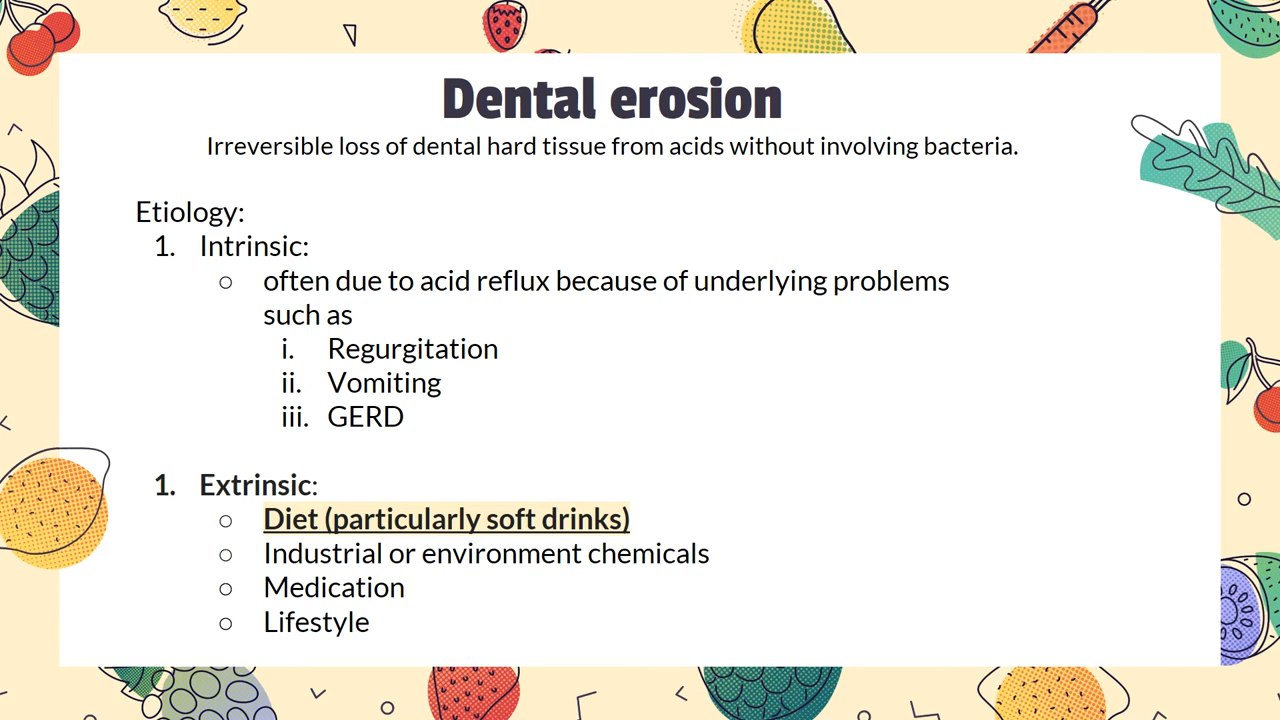 Dental erosion
Irreversible loss of dental hard tissue from acids without involving bacteria.
Etiology:
1. Intrinsic:
○ often due to acid reflux because of underlying problems
such as
i. Regurgitation
ii. Vomiting
iii. GERD
1. Extrinsic:
○ Diet (particularly soft drinks)
○ Industrial or environment chemicals
○ Medication
○ Lifestyle